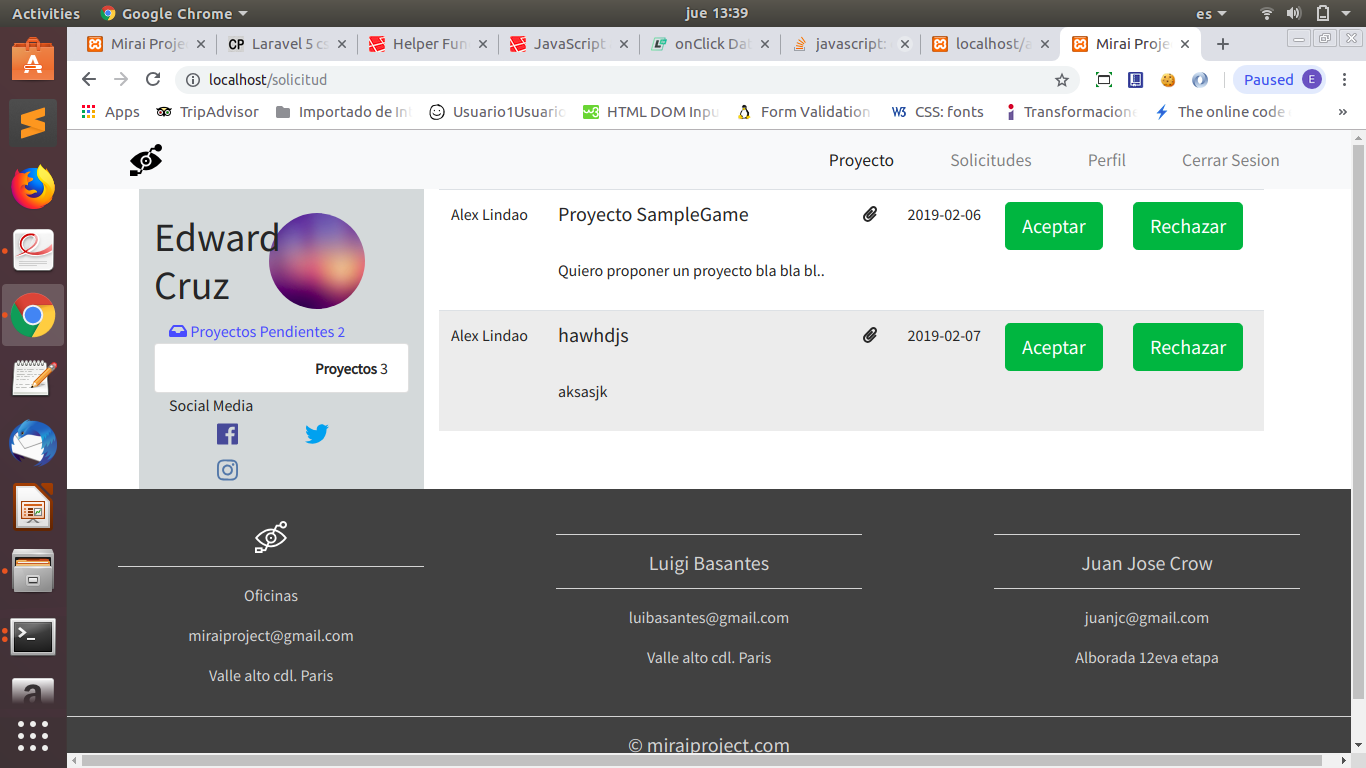 Activities Google Chrome jue 13:39 es
Mirai Proje Laravel 5 cs Helper Fun JavaScript onClick Dat javascript: localhost/a Mirai Proje
localhost/solicitud Paused E
Apps TripAdvisor Importado de In Usuario1Usuario HTML DOM Inpu Form Validation CSS: fonts Transformacione The online code »
Proyecto Solicitudes Perfil Cerrar Sesion
Edward
Cruz
Proyectos Pendientes 2
Proyectos 3
Social Media
Alex Lindao Proyecto SampleGame 2019-02-06 Aceptar Rechazar
Quiero proponer un proyecto bla bla bl..
Alex Lindao hawhdjs 2019-02-07 Aceptar Rechazar
aksasjk
Oficinas
miraiproject@gmail.com
Valle alto cdl. Paris
Luigi Basantes
luibasantes@gmail.com
Valle alto cdl. Paris
Juan Jose Crow
juanjc@gmail.com
Alborada 12eva etapa
© miraiproject.com